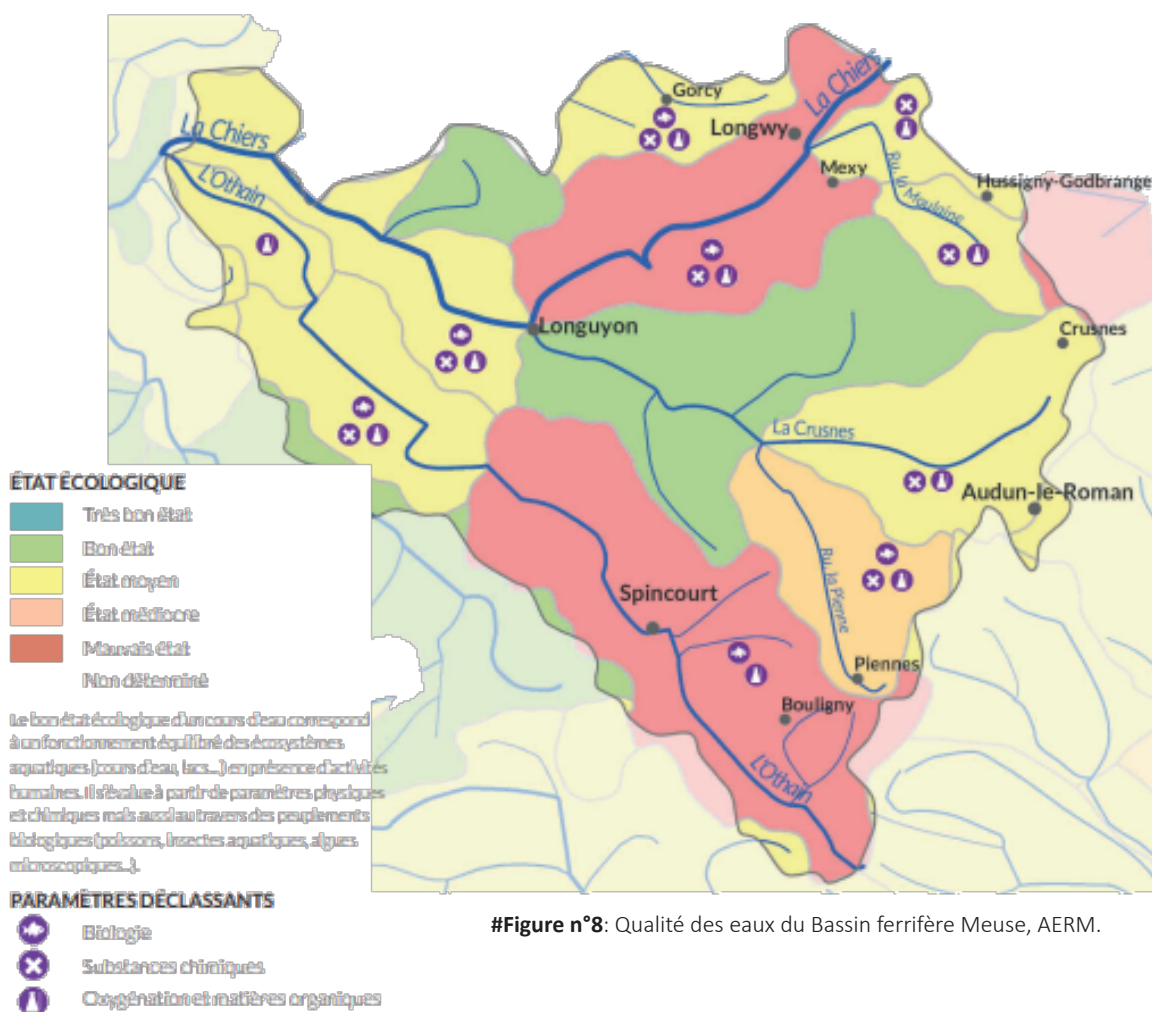 Gorcy
La Chiers
Longwy
La Chiers
Mexy
L'Othain
Hussigny-Godbrange
Ru. la Moulaine
Longuyon
Crusnes
La Crusnes
Audun-le-Roman
ÉTAT ÉCOLOGIQUE
Très bon état
Bon état
État moyen
État médiocre
Mauvais état
Non déterminé
Ru. la Pienne
Spincourt
Piennes
Bouligny
L'Othain
Le bon état écologique d'un cours d'eau correspond
à un fonctionnement équilibré des écosystèmes
aquatiques (cours d'eau, lacs...) en présence d'activités
humaines. Il s'évalue à partir de paramètres physiques
et chimiques mais aussi au travers des peuplements
biologiques (poissons, insectes aquatiques, algues
microscopiques...).
PARAMÈTRES DÉCLASSANTS
Biologie
Substances chimiques
Oxygénation et matières organiques
#Figure n°8: Qualité des eaux du Bassin ferrifère Meuse, AERM.